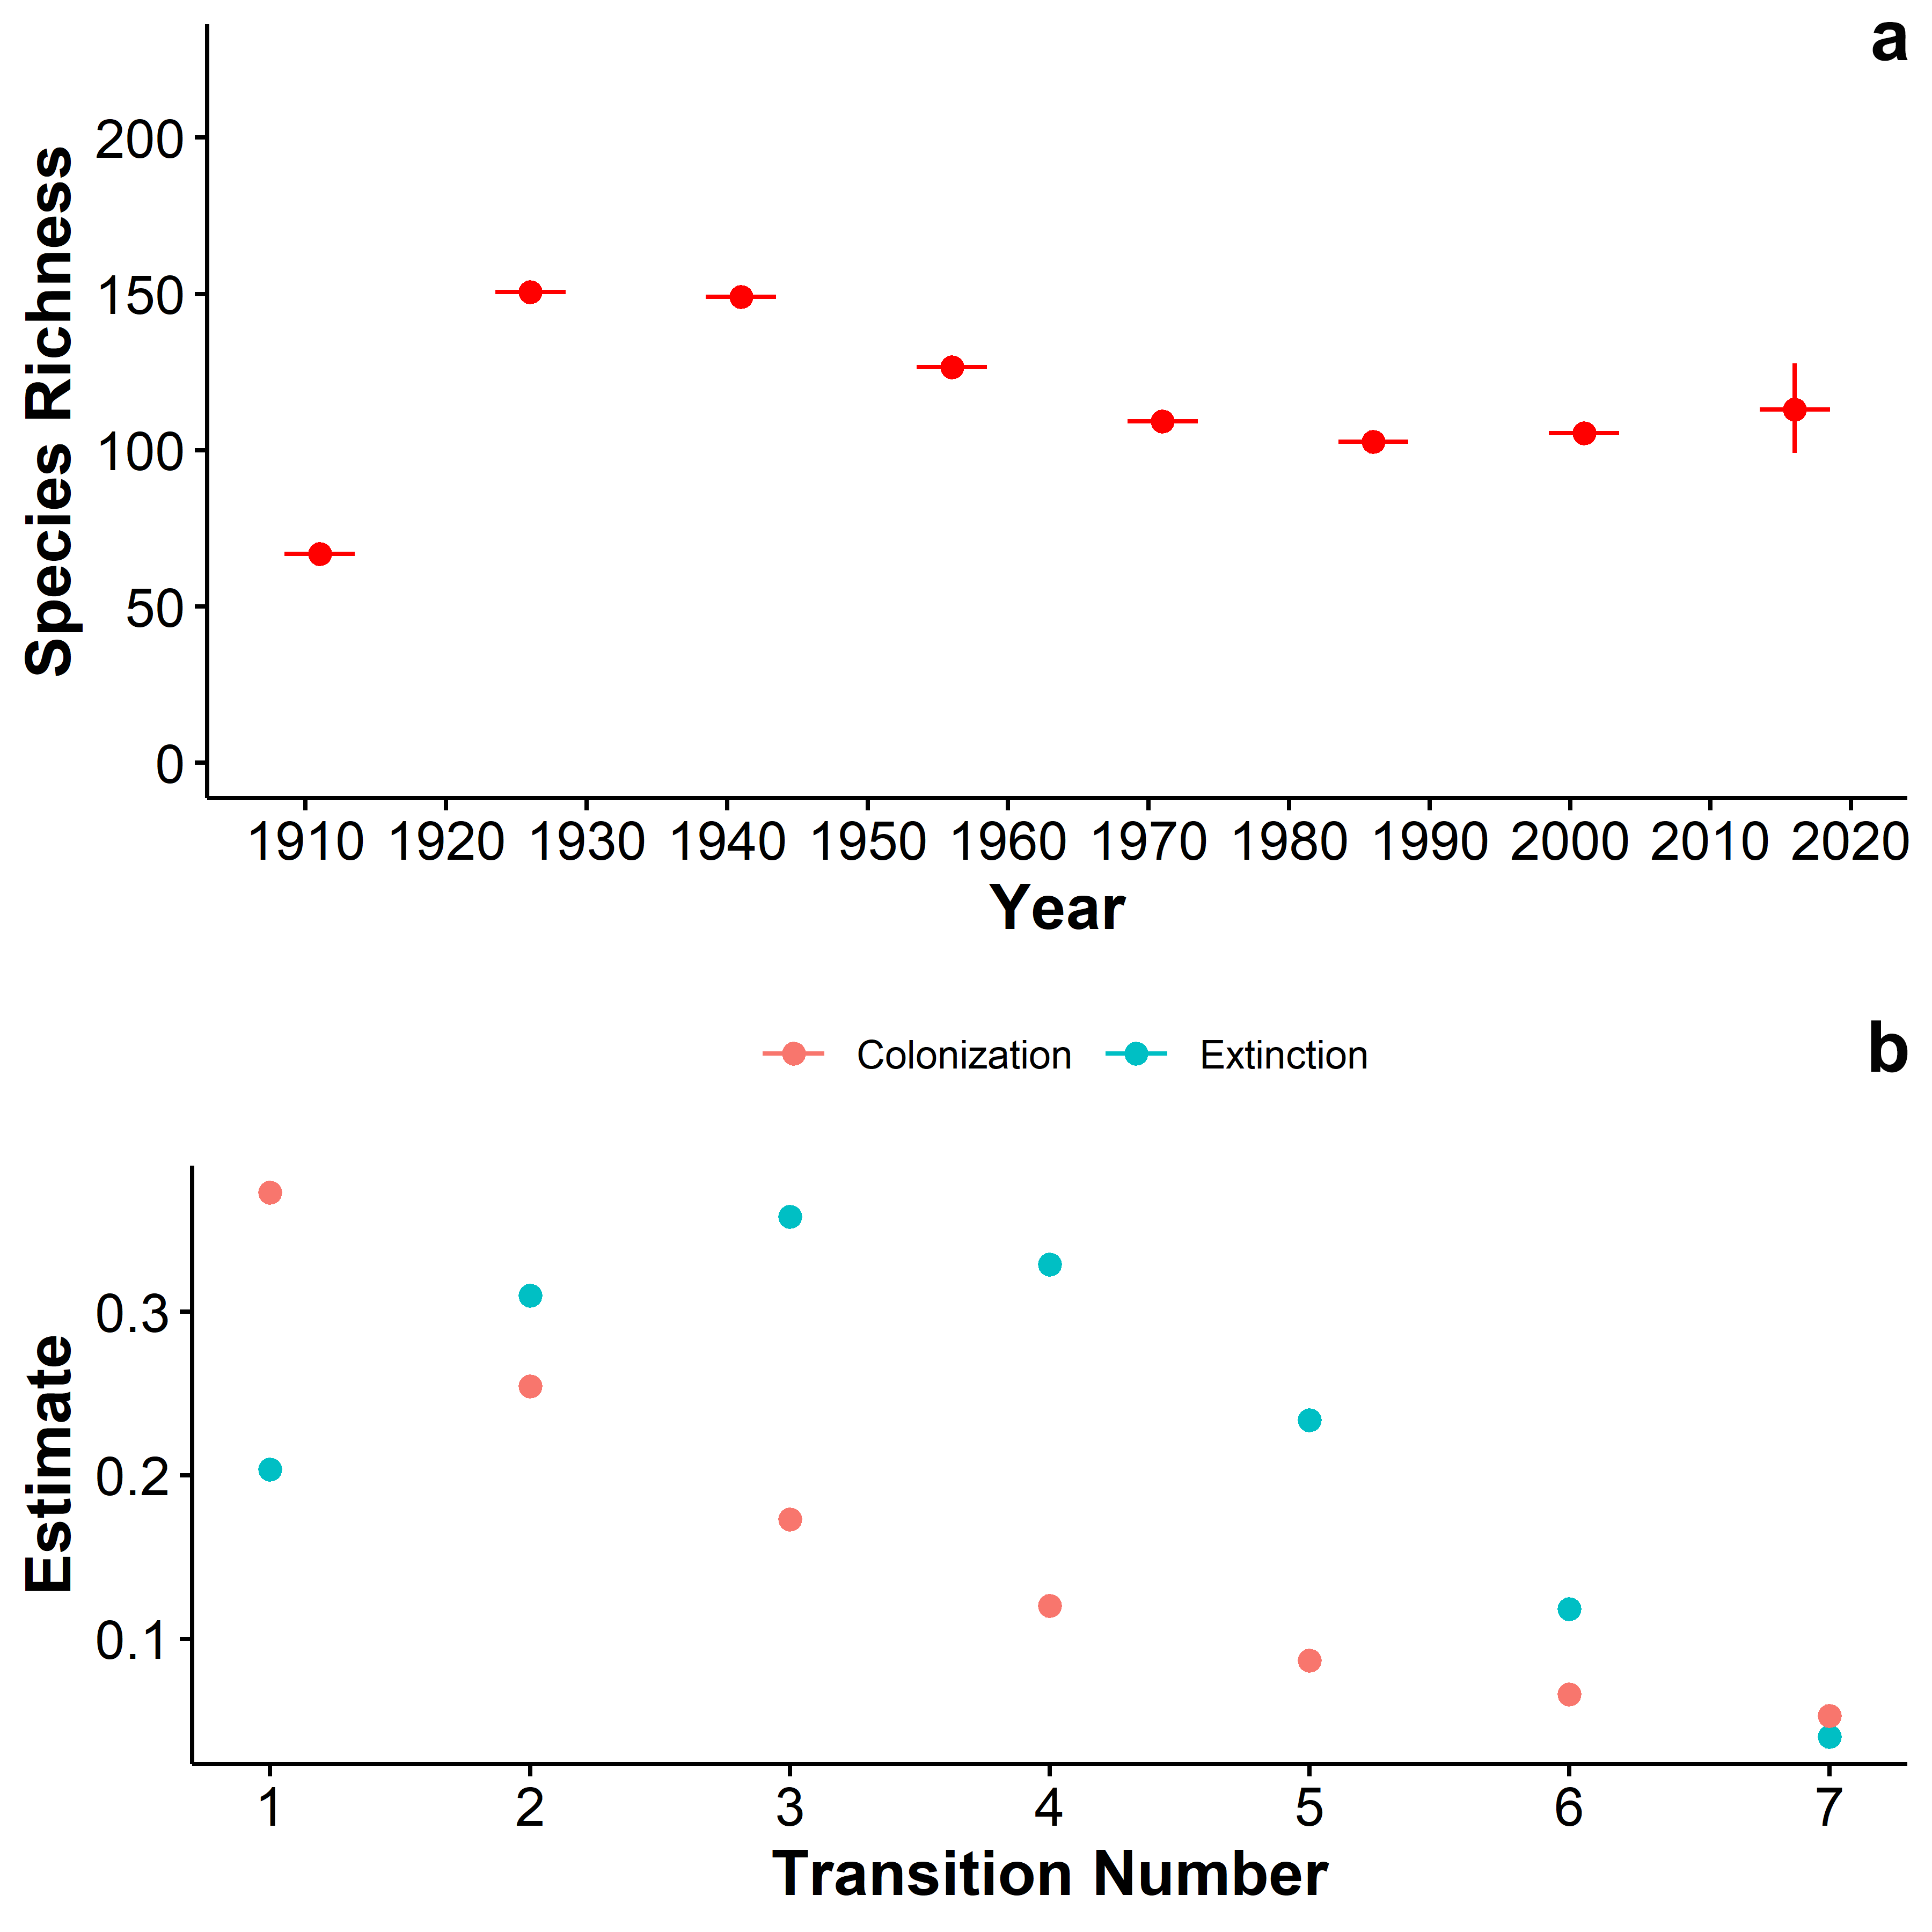 a
200
150
100
50
0
Species Richness
1910 1920 1930 1940 1950 1960 1970 1980 1990 2000 2010 2020
Year
b
Colonization Extinction
0.3
0.2
0.1
Estimate
1 2 3 4 5 6 7
Transition Number